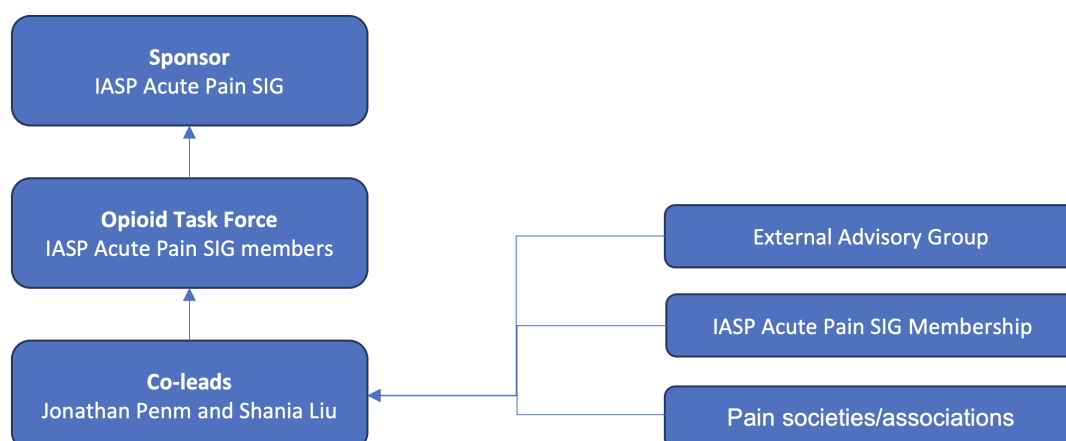 Sponsor
IASP Acute Pain SIG
Opioid Task Force
IASP Acute Pain SIG members
External Advisory Group
IASP Acute Pain SIG Membership
Co-leads
Jonathan Penm and Shania Liu
Pain societies/associations